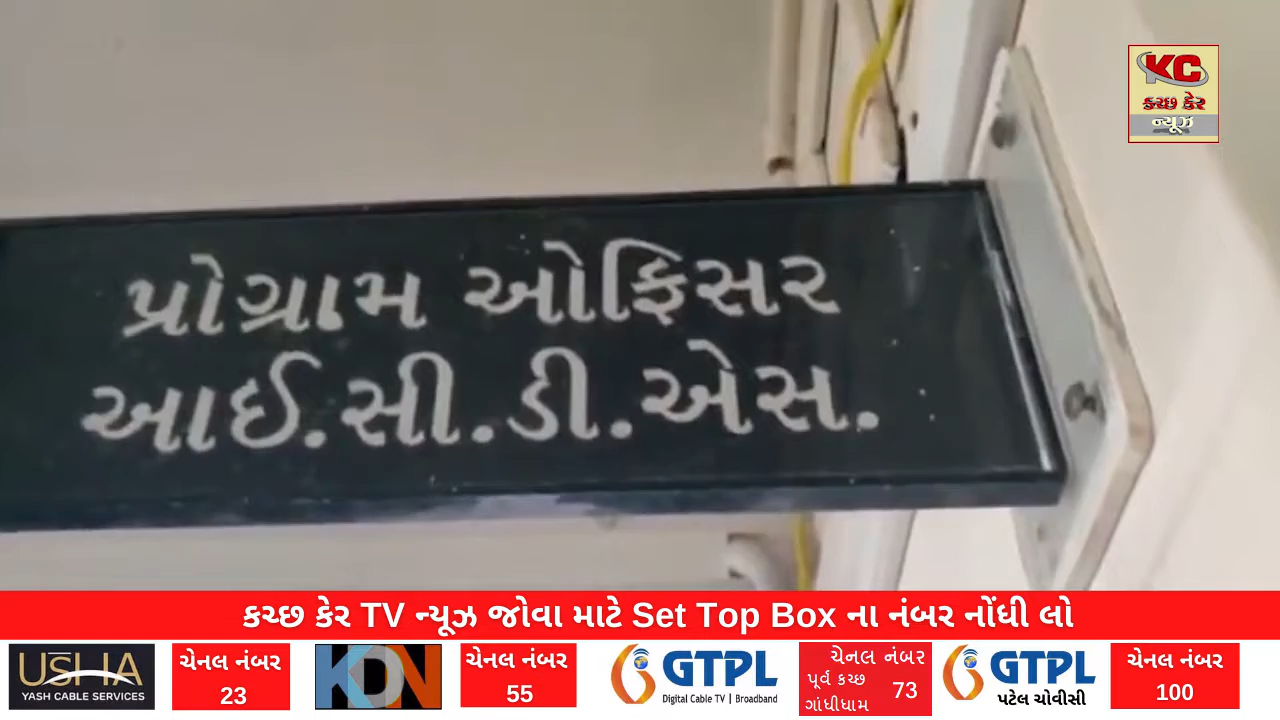 KC
કચ્છ કેર
ન્યૂઝ
પ્રોગ્રામ ઓફિસર
આઈ.સી.ડી.એસ.
કચ્છ કેર TV ન્યૂઝ જોવા માટે Set Top Box ના નંબર નોંધી લો
USHA
YASH CABLE SERVICES
ચેનલ નંબર
23
KDN
ચેનલ નંબર
55
GTPL
Digital Cable TV | Broadband
ચેનલ નંબર
પૂર્વ કચ્છ
ગાંધીધામ
73
GTPL
પટેલ ચોવીસી
ચેનલ નંબર
100